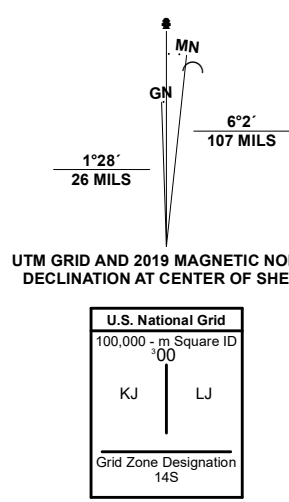 MN
GN
6°2´
107 MILS
1°28´
26 MILS
UTM GRID AND 2019 MAGNETIC NO
DECLINATION AT CENTER OF SHE
U.S. National Grid
100,000 - m Square ID
³00
KJ LJ
Grid Zone Designation
14S